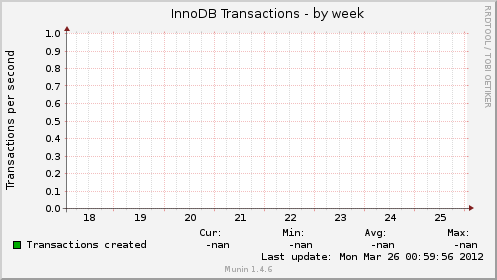 InnoDB Transactions - by week
RRDTOOL / TOBI OETIKER
Transactions per second
1.0
0.9
0.8
0.7
0.6
0.5
0.4
0.3
0.2
0.1
0.0
18 19 20 21 22 23 24 25
Cur: Min: Avg: Max:
Transactions created -nan -nan -nan -nan
Last update: Mon Mar 26 00:59:56 2012
Munin 1.4.6